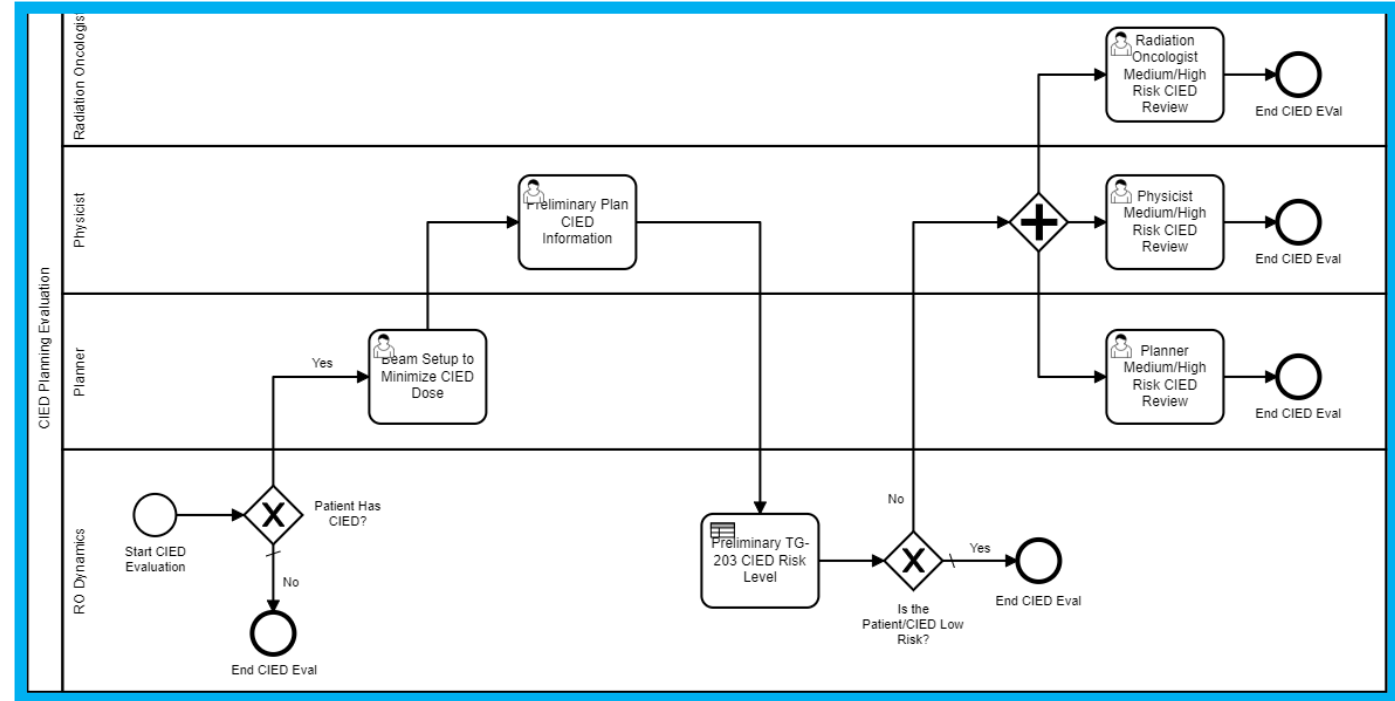 CIED Planning Evaluation
Radiation Oncologist
Radiation
Oncologist
Medium/High
Risk CIED
Review
End CIED EVal
Physicist
Preliminary Plan
CIED
Information
Physicist
Medium/High
Risk CIED
Review
End CIED Eval
Planner
Yes
Beam Setup to
Minimize CIED
Dose
Planner
Medium/High
Risk CIED
Review
End CIED Eval
RO Dynamics
Start CIED
Evaluation
Patient Has
CIED?
No
End CIED Eval
Preliminary TG-
203 CIED Risk
Level
No
Is the
Patient/CIED Low
Risk?
Yes
End CIED Eval